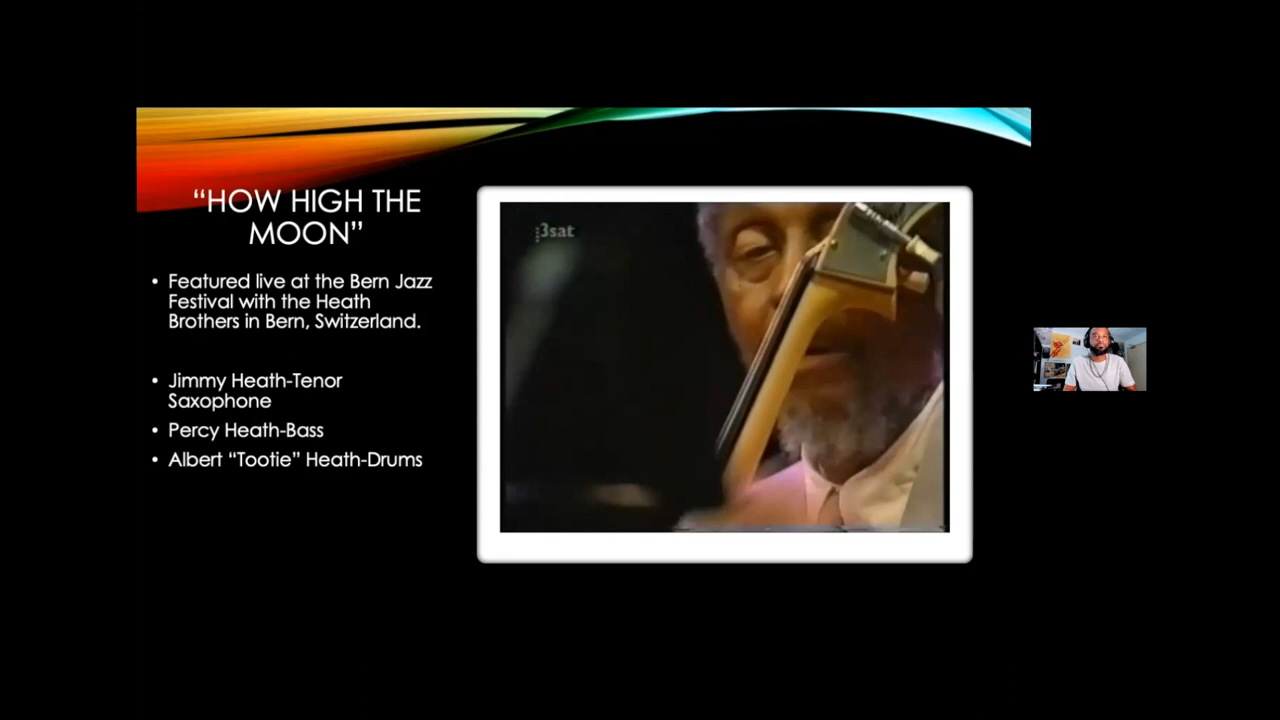 “HOW HIGH THE
MOON”
• Featured live at the Bern Jazz
Festival with the Heath
Brothers in Bern, Switzerland.
• Jimmy Heath-Tenor
Saxophone
• Percy Heath-Bass
• Albert “Tootie” Heath-Drums
3sat